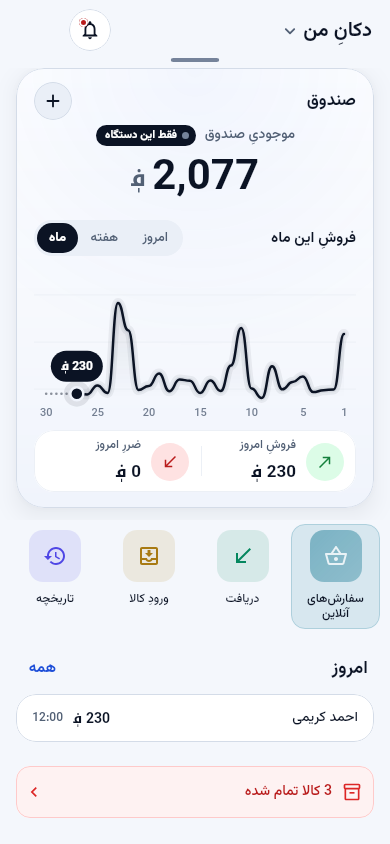 دکانِ من
صندوق
موجودیِ صندوق
فقط این دستگاه
2,077 ؋
فروشِ این ماه
امروز
هفته
ماه
230 ؋
1 5 10 15 20 25 30
فروشِ امروز
230 ؋
ضررِ امروز
0 ؋
سفارش‌های
آنلاین
دریافت
ورودِ کالا
تاریخچه
امروز
همه
احمد کریمی
230 ؋
12:00
3 کالا تمام شده